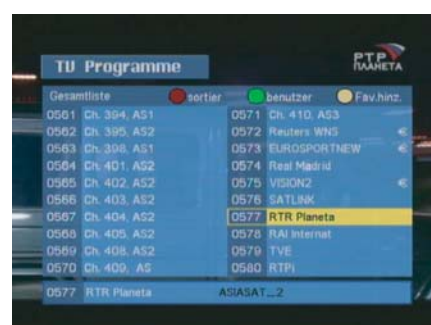 TV Programme
РТР
ПЛАНЕТА
Gesamtliste sortier benutzer Fav.hinz.
0561 Ch. 394, AS1
0562 Ch. 395, AS2
0563 Ch. 398, AS1
0564 Ch. 401, AS2
0565 Ch. 402, AS2
0566 Ch. 403, AS2
0567 Ch. 404, AS2
0568 Ch. 405, AS2
0569 Ch. 408, AS2
0570 Ch. 409, AS
0571 Ch. 410, AS3
0572 Reuters WNS €
0573 EUROSPORTNEW €
0574 Real Madrid
0575 VISION2 €
0576 SATLINK
0577 RTR Planeta
0578 RAI Internat
0579 TVE
0580 RTPi
0577 RTR Planeta ASIASAT_2